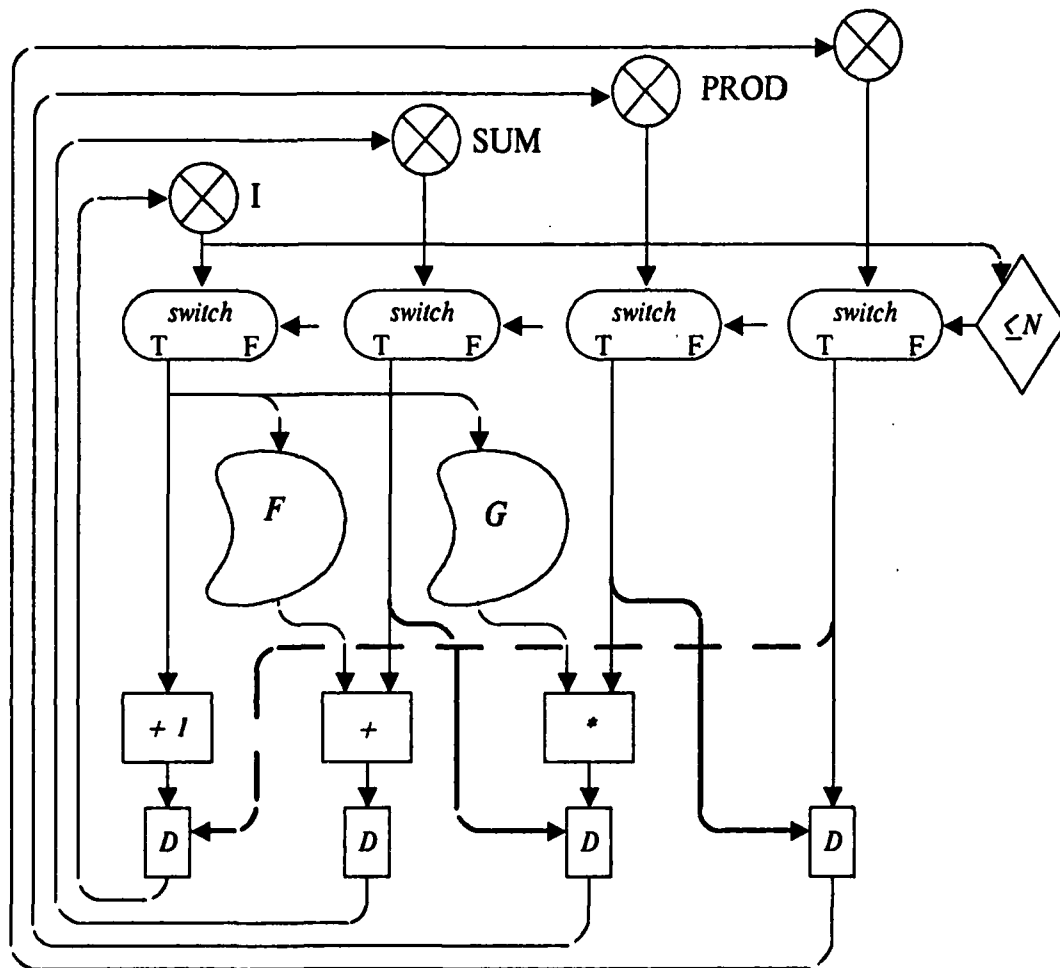 PROD
SUM
I
switch switch switch switch
T F T F T F T F
≤N
F G
+ 1 + *
D D D D